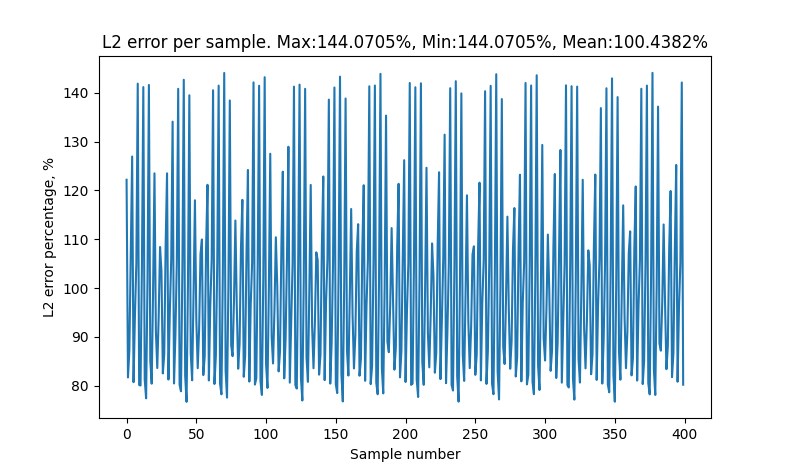 L2 error per sample. Max:144.0705%, Min:144.0705%, Mean:100.4382%
L2 error percentage, %
140
130
120
110
100
90
80
0 50 100 150 200 250 300 350 400
Sample number